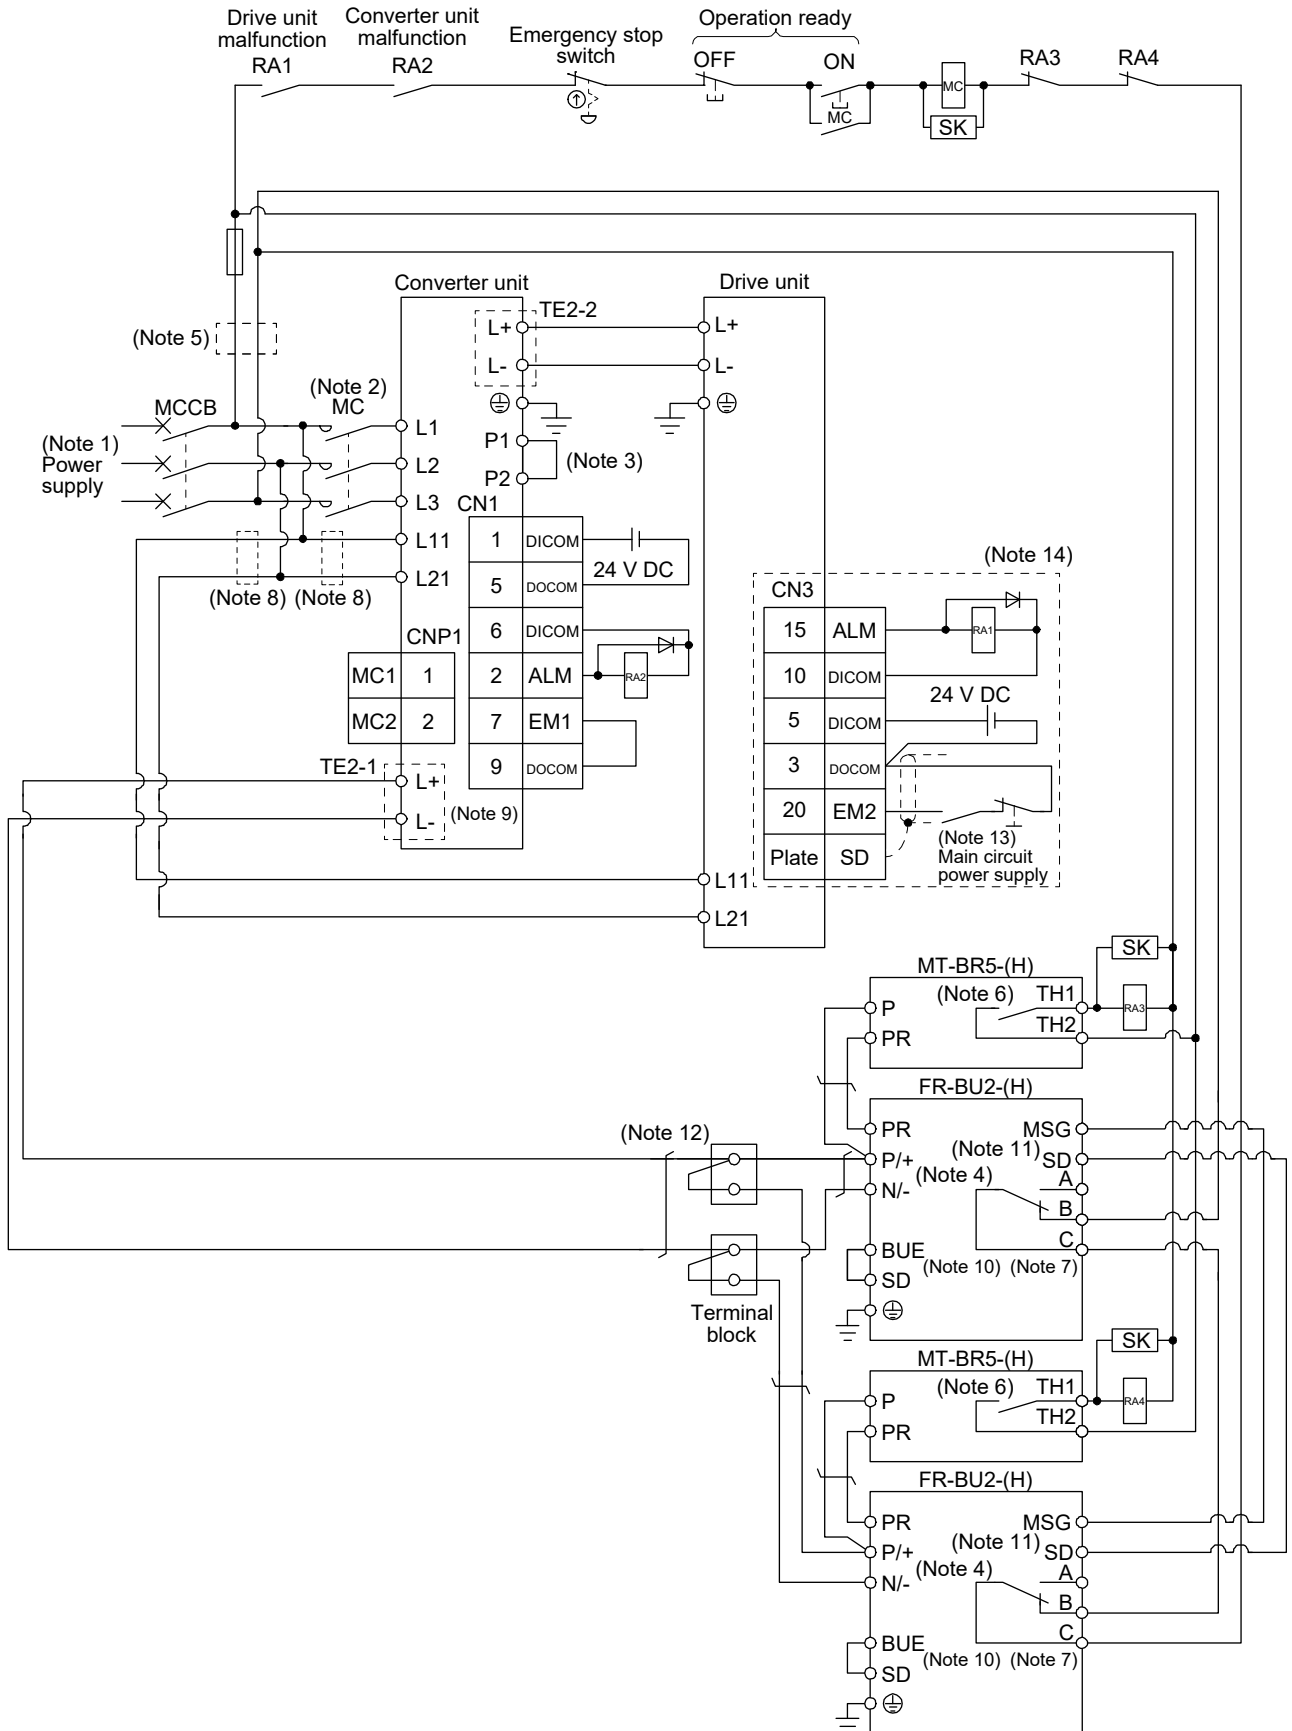 Drive unit
malfunction
RA1
Converter unit
malfunction
RA2
Emergency stop
switch
Operation ready
OFF
ON
MC
MC
SK
RA3
RA4
Converter unit
Drive unit
TE2-2
L+
L-
L+
L-
(Note 5)
(Note 2)
MC
MCCB
(Note 1)
Power
supply
L1
L2
L3
L11
L21
P1
P2
(Note 3)
(Note 8)
(Note 8)
CN1
1 DICOM
24 V DC
5 DOCOM
6 DICOM
2 ALM
RA2
7 EM1
9 DOCOM
CNP1
MC1 1
MC2 2
TE2-1
L+
L-
(Note 9)
(Note 14)
CN3
15 ALM
RA1
10 DICOM
24 V DC
5 DICOM
3 DOCOM
20 EM2
Plate SD
(Note 13)
Main circuit
power supply
L11
L21
MT-BR5-(H)
SK
P
PR
(Note 6)
TH1
TH2
RA3
FR-BU2-(H)
PR
P/+
N/-
MSG
(Note 11)
SD
(Note 4)
A
B
C
BUE
SD
(Note 10)
(Note 7)
(Note 12)
Terminal
block
MT-BR5-(H)
SK
P
PR
(Note 6)
TH1
TH2
RA4
FR-BU2-(H)
PR
P/+
N/-
MSG
(Note 11)
SD
(Note 4)
A
B
C
BUE
SD
(Note 10)
(Note 7)